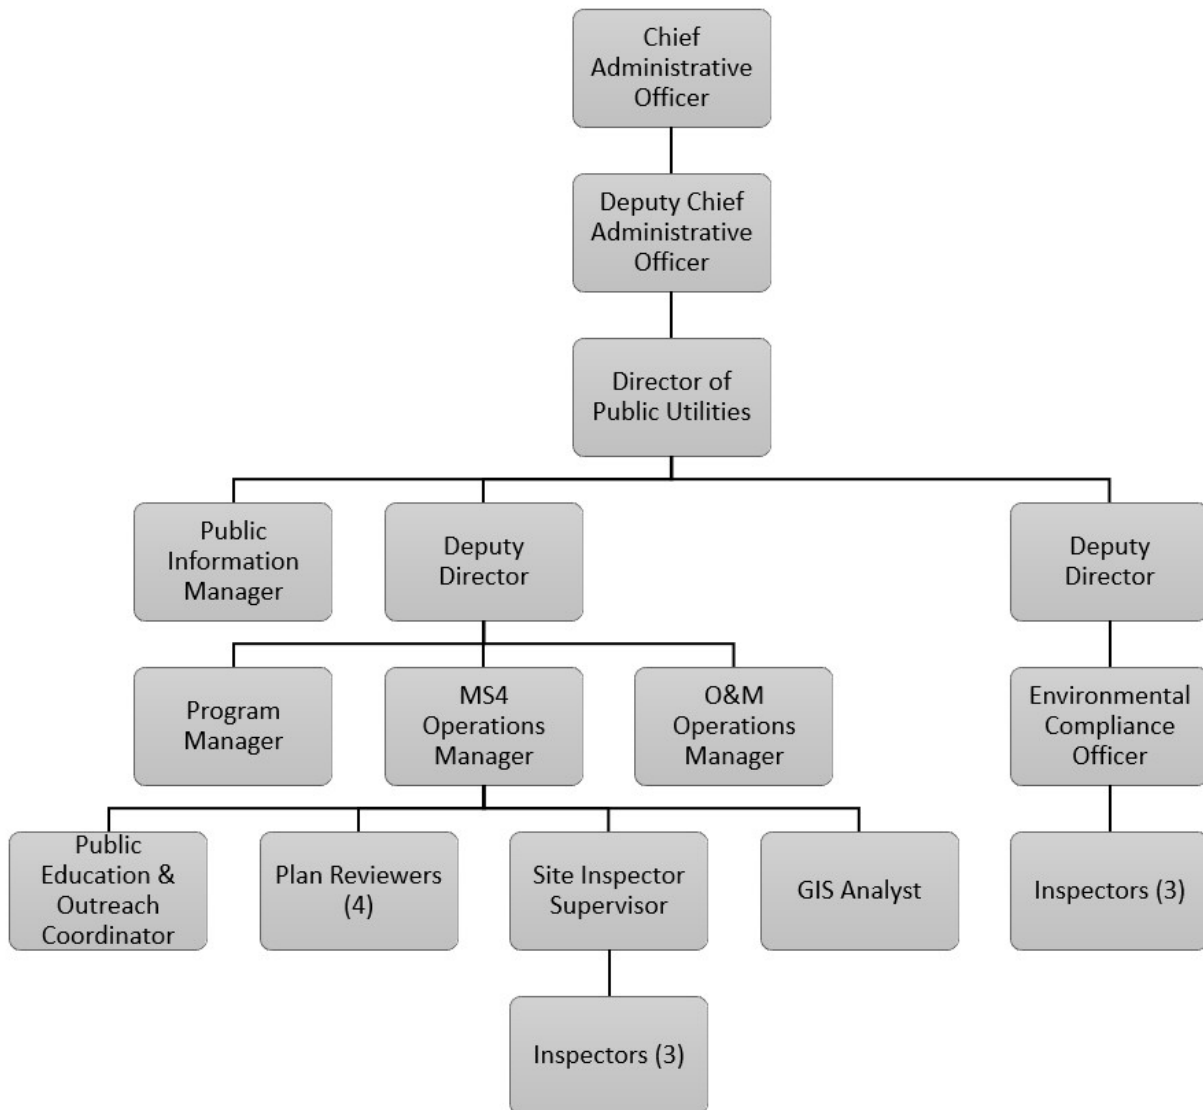 Chief
Administrative
Officer
Deputy Chief
Administrative
Officer
Director of
Public Utilities
Public
Information
Manager
Deputy
Director
Deputy
Director
Program
Manager
MS4
Operations
Manager
O&M
Operations
Manager
Environmental
Compliance
Officer
Public
Education &
Outreach
Coordinator
Plan Reviewers
(4)
Site Inspector
Supervisor
GIS Analyst
Inspectors (3)
Inspectors (3)